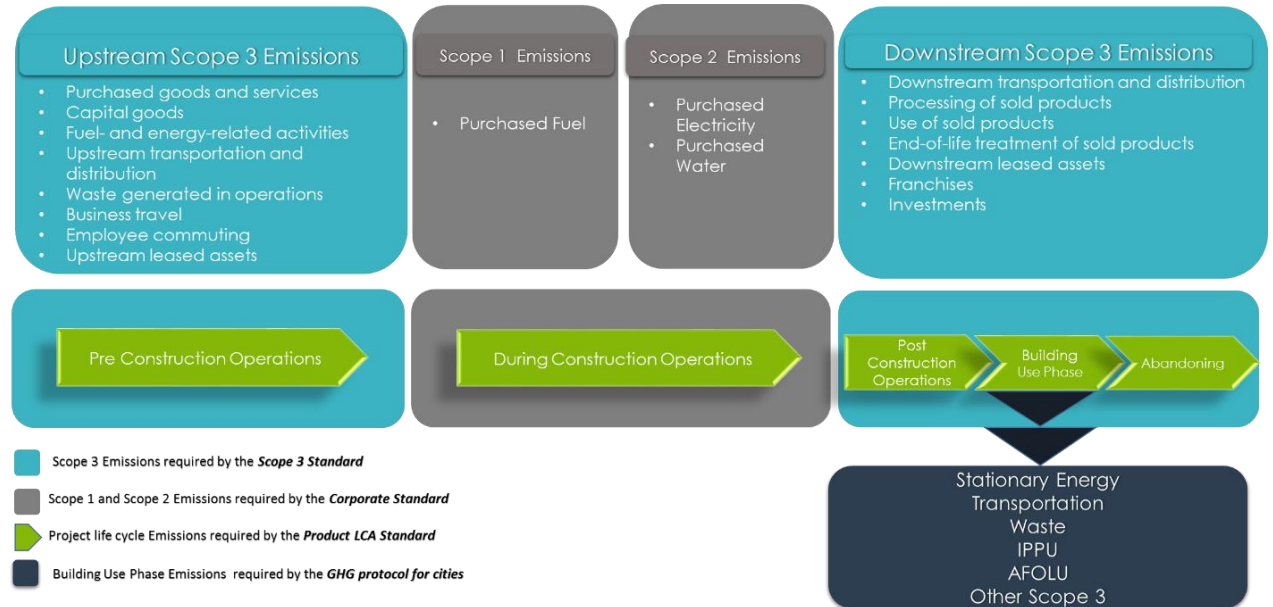 Upstream Scope 3 Emissions
• Purchased goods and services
• Capital goods
• Fuel- and energy-related activities
• Upstream transportation and
distribution
• Waste generated in operations
• Business travel
• Employee commuting
• Upstream leased assets
Scope 1 Emissions
• Purchased Fuel
Scope 2 Emissions
• Purchased
Electricity
• Purchased
Water
Downstream Scope 3 Emissions
• Downstream transportation and distribution
• Processing of sold products
• Use of sold products
• End-of-life treatment of sold products
• Downstream leased assets
• Franchises
• Investments
Pre Construction Operations
During Construction Operations
Post
Construction
Operations
Building
Use Phase
Abandoning
Scope 3 Emissions required by the Scope 3 Standard
Scope 1 and Scope 2 Emissions required by the Corporate Standard
Project life cycle Emissions required by the Product LCA Standard
Building Use Phase Emissions required by the GHG protocol for cities
Stationary Energy
Transportation
Waste
IPPU
AFOLU
Other Scope 3